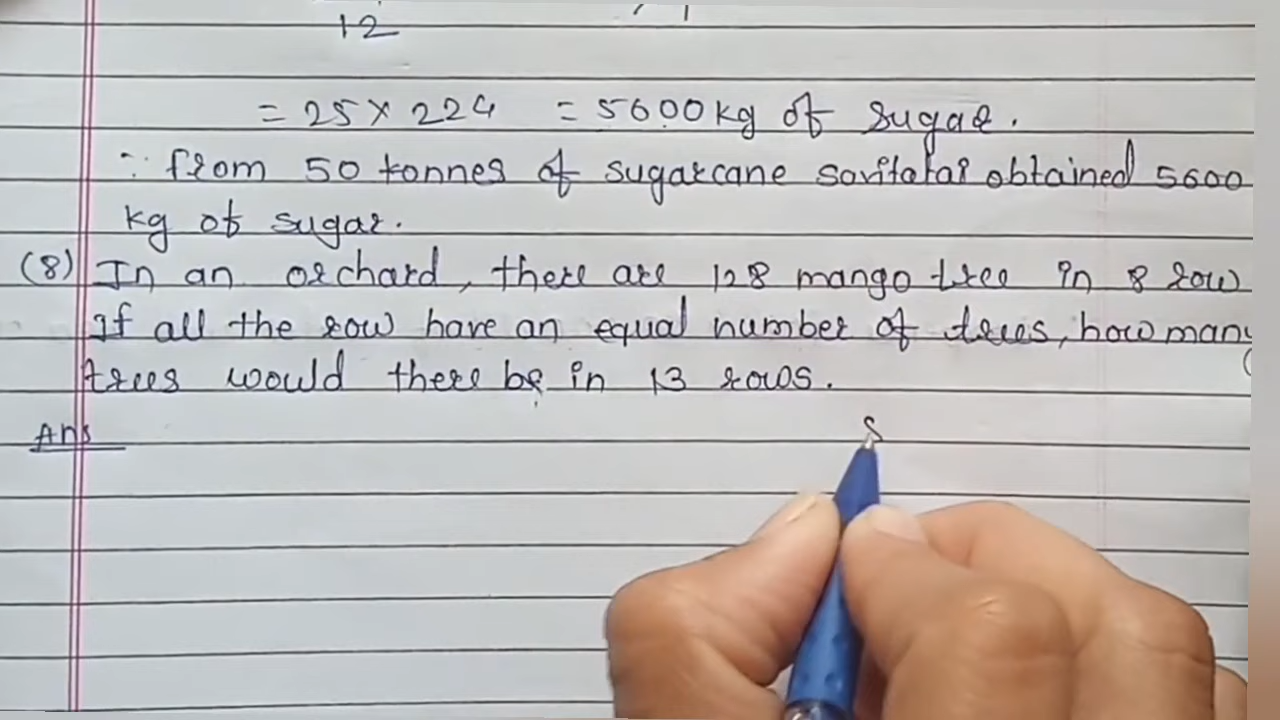 12
= 25 × 224 = 5600 kg of sugar.
∴ from 50 tonnes of sugarcane savitatai obtained 5600
kg of sugar.
(8) In an orchard, there are 128 mango tree in 8 row
If all the row have an equal number of trees, how many
trees would there be in 13 rows.
Ans